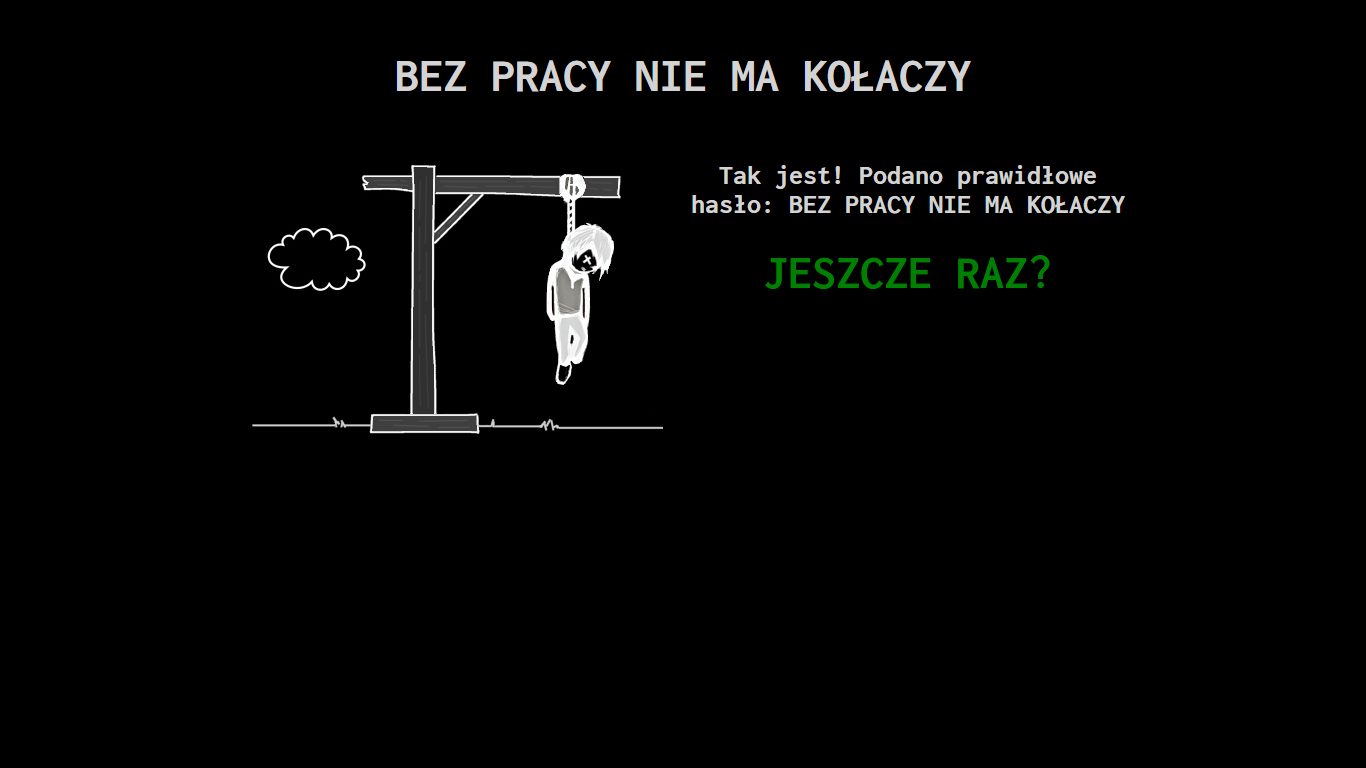 BEZ PRACY NIE MA KOŁACZY
Tak jest! Podano prawidłowe
hasło: BEZ PRACY NIE MA KOŁACZY
JESZCZE RAZ?